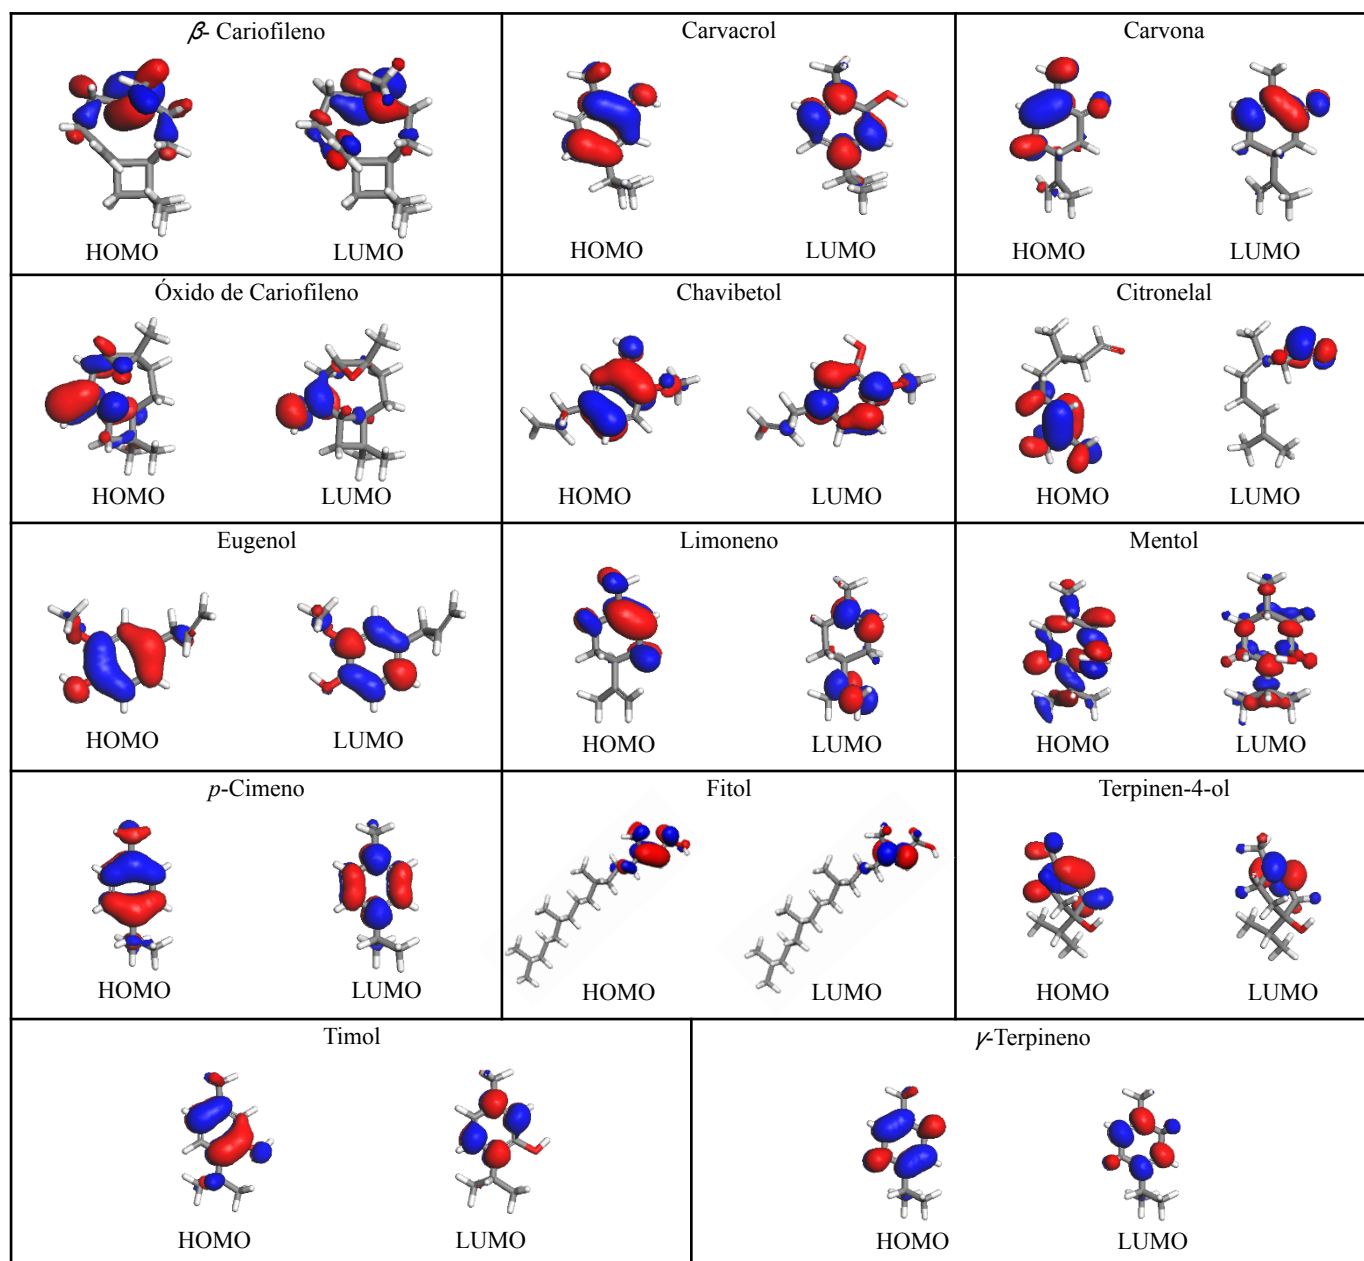 β- Cariofileno
HOMO LUMO
Carvacrol
HOMO LUMO
Carvona
HOMO LUMO
Óxido de Cariofileno
HOMO LUMO
Chavibetol
HOMO LUMO
Citronelal
HOMO LUMO
Eugenol
HOMO LUMO
Limoneno
HOMO LUMO
Mentol
HOMO LUMO
p-Cimeno
HOMO LUMO
Fitol
HOMO LUMO
Terpinen-4-ol
HOMO LUMO
Timol
HOMO LUMO
γ-Terpineno
HOMO LUMO